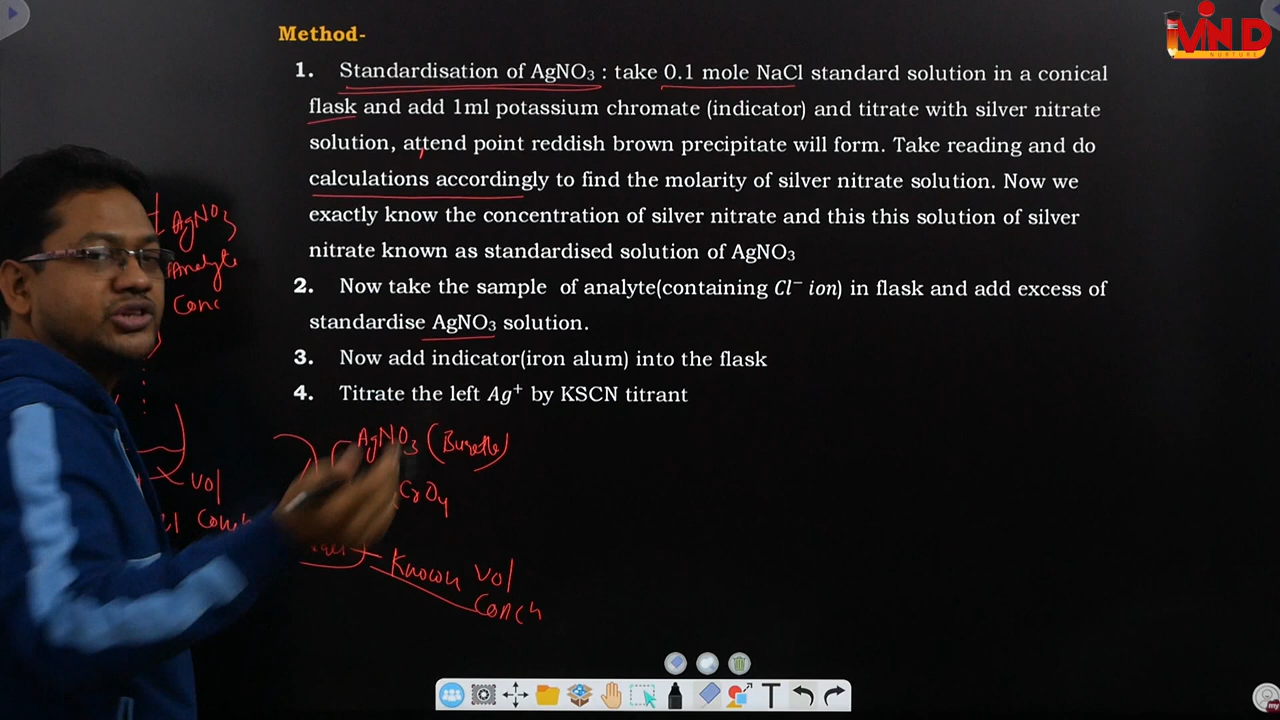 MIND
NURTURE
Method-
1. Standardisation of AgNO₃ : take 0.1 mole NaCl standard solution in a conical
flask and add 1ml potassium chromate (indicator) and titrate with silver nitrate
solution, attend point reddish brown precipitate will form. Take reading and do
calculations accordingly to find the molarity of silver nitrate solution. Now we
exactly know the concentration of silver nitrate and this this solution of silver
nitrate known as standardised solution of AgNO₃
2. Now take the sample of analyte(containing Cl⁻ ion) in flask and add excess of
standardise AgNO₃ solution.
3. Now add indicator(iron alum) into the flask
4. Titrate the left Ag⁺ by KSCN titrant
AgNO₃
Analyte
Conc
Vol
AgNO₃ (Burette)
CrO₄
Known Vol
Conc
T
my